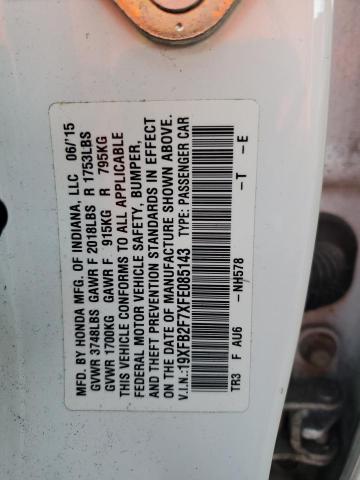 MFD. BY HONDA MFG. OF INDIANA, LLC 06/'15
GVWR 3748LBS GAWR F 2018LBS R 1753LBS
GVWR 1700KG GAWR F 915KG R 795KG
THIS VEHICLE CONFORMS TO ALL APPLICABLE
FEDERAL MOTOR VEHICLE SAFETY, BUMPER,
AND THEFT PREVENTION STANDARDS IN EFFECT
ON THE DATE OF MANUFACTURE SHOWN ABOVE.
V.I.N.:19XFB2F7XFE085143 TYPE: PASSENGER CAR
-NH578 -T -E
TR3 F AU6